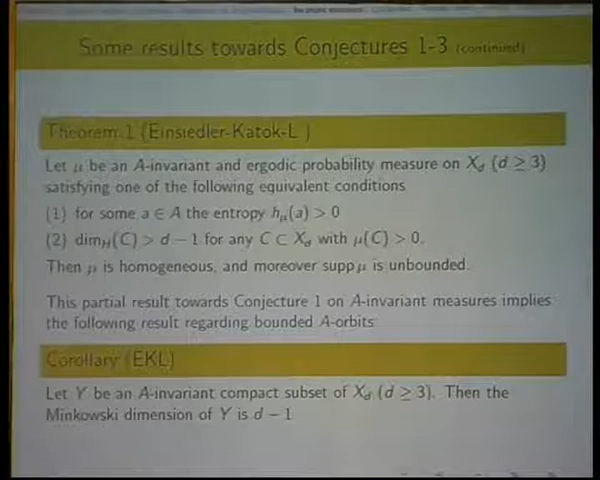 Some results towards Conjectures 1-3 (continued)
Theorem 1 (Einsiedler-Katok-L )
Let μ be an A-invariant and ergodic probability measure on X_d (d ≥ 3)
satisfying one of the following equivalent conditions
(1) for some a ∈ A the entropy h_μ(a) > 0
(2) dim_H(C) > d − 1 for any C ⊂ X_d with μ(C) > 0.
Then μ is homogeneous, and moreover supp μ is unbounded.
This partial result towards Conjecture 1 on A-invariant measures implies
the following result regarding bounded A-orbits
Corollary (EKL)
Let Y be an A-invariant compact subset of X_d (d ≥ 3). Then the
Minkowski dimension of Y is d − 1